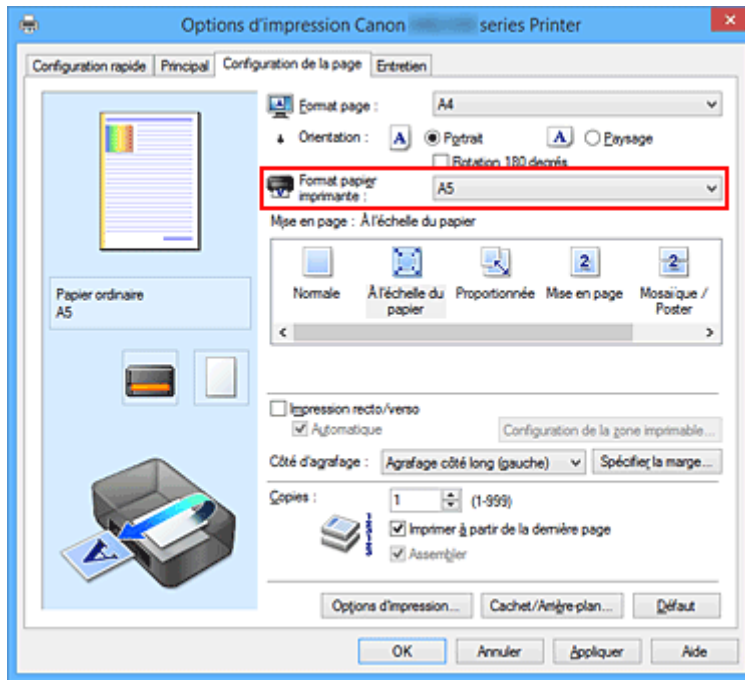 Options d'impression Canon series Printer
Configuration rapide Principal Configuration de la page Entretien
Format page : A4
Orientation : A Portrait A Paysage
Rotation 180 degrés
Format papier
imprimante : A5
Mise en page : À l'échelle du papier
Normale À l'échelle du papier Proportionnée Mise en page Mosaïque / Poster
Papier ordinaire
A5
Impression recto/verso
Automatique Configuration de la zone imprimable...
Côté d'agrafage : Agrafage côté long (gauche) Spécifier la marge...
Copies : 1 (1-999)
Imprimer à partir de la dernière page
Assembler
Options d'impression... Cachet/Arrière-plan... Défaut
OK Annuler Appliquer Aide